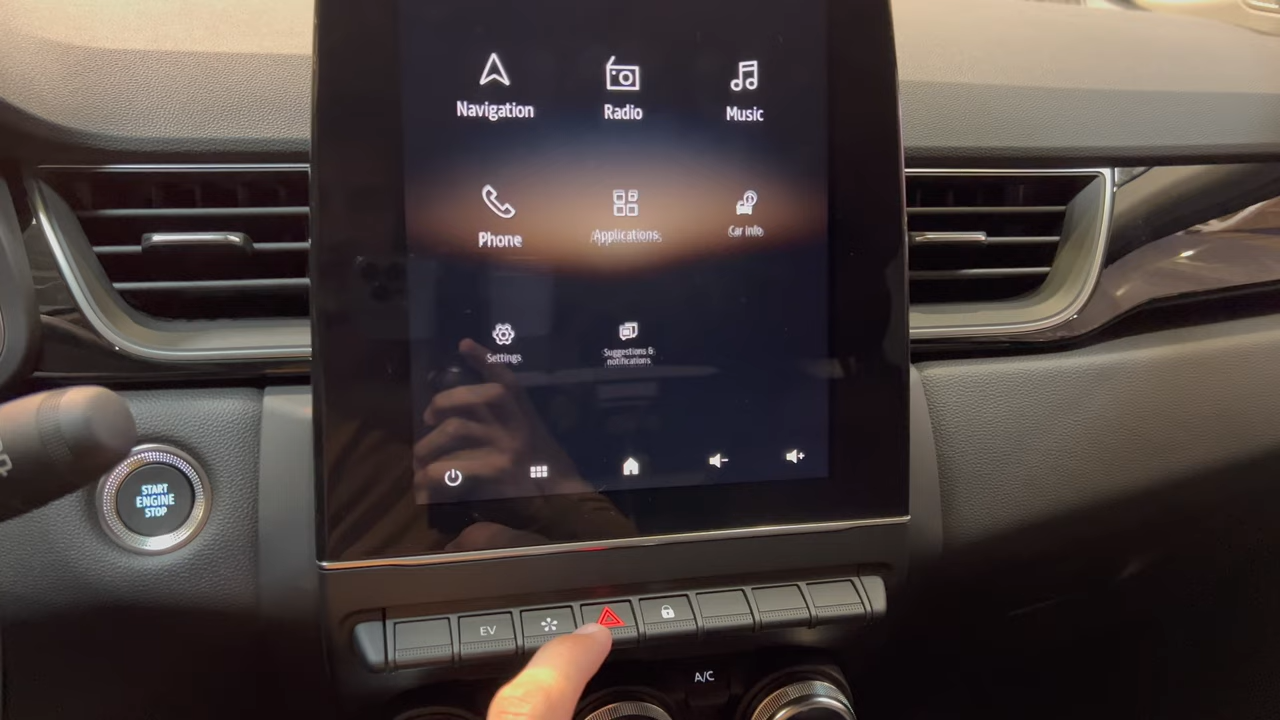 Navigation
Radio
Music
Phone
Applications
Car Info
Settings
Suggestions &
notifications
START
ENGINE
STOP
EV
A/C